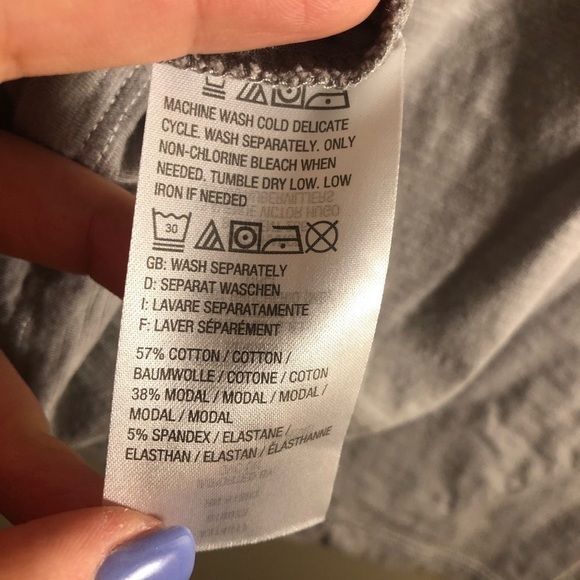 MACHINE WASH COLD DELICATE
CYCLE. WASH SEPARATELY. ONLY
NON-CHLORINE BLEACH WHEN
NEEDED. TUMBLE DRY LOW. LOW
IRON IF NEEDED
30
GB: WASH SEPARATELY
D: SEPARAT WASCHEN
I: LAVARE SEPARATAMENTE
F: LAVER SÉPARÉMENT
57% COTTON / COTTON /
BAUMWOLLE / COTONE / COTON
38% MODAL / MODAL / MODAL /
MODAL / MODAL
5% SPANDEX / ELASTANE /
ELASTHAN / ELASTAN / ÉLASTHANNE